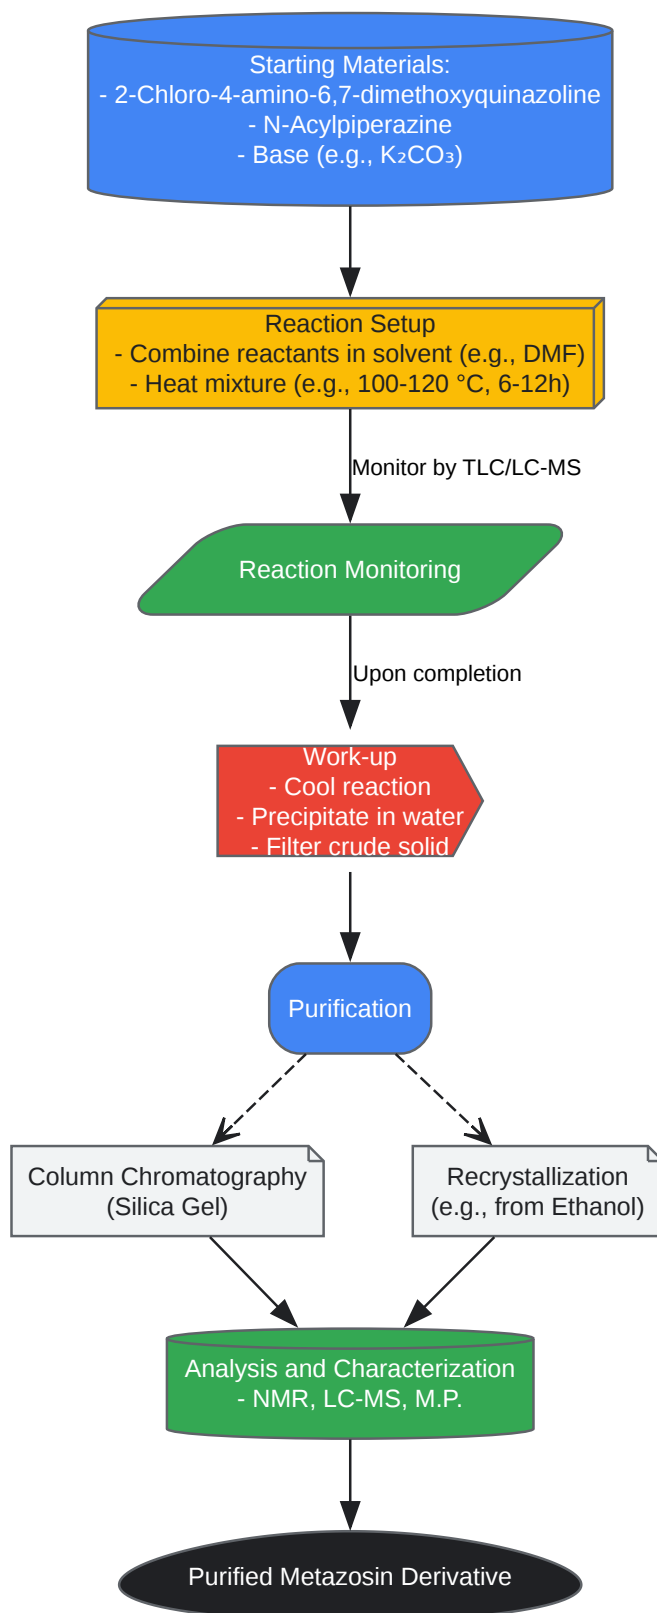 Starting Materials:
- 2-Chloro-4-amino-6,7-dimethoxyquinazoline
- N-Acylpiperazine
- Base (e.g., K₂CO₃)
Reaction Setup
- Combine reactants in solvent (e.g., DMF)
- Heat mixture (e.g., 100-120 °C, 6-12h)
Monitor by TLC/LC-MS
Reaction Monitoring
Upon completion
Work-up
- Cool reaction
- Precipitate in water
- Filter crude solid
Purification
Column Chromatography
(Silica Gel)
Recrystallization
(e.g., from Ethanol)
Analysis and Characterization
- NMR, LC-MS, M.P.
Purified Metazosin Derivative